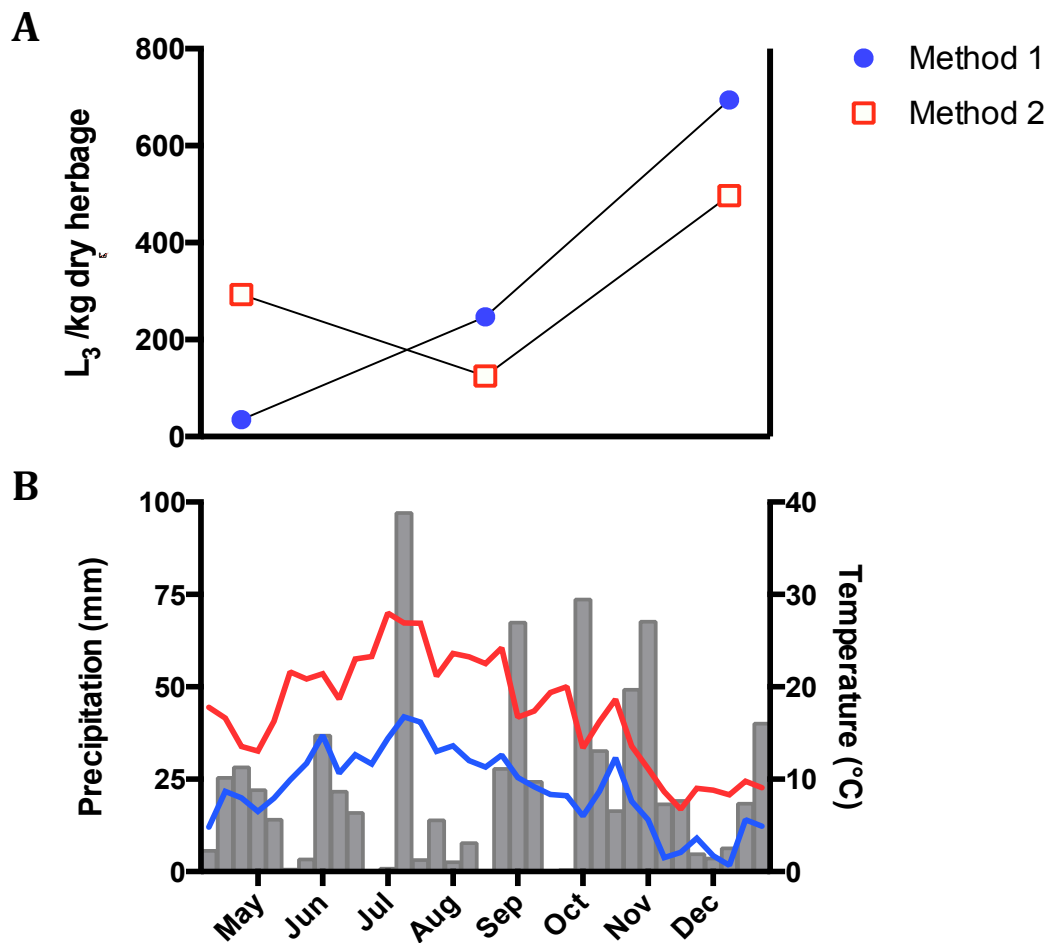 A
800
600
400
200
0
L3 /kg dry herbage
Method 1
Method 2
B
100
75
50
25
0
Precipitation (mm)
40
30
20
10
0
Temperature (°C)
May
Jun
Jul
Aug
Sep
Oct
Nov
Dec